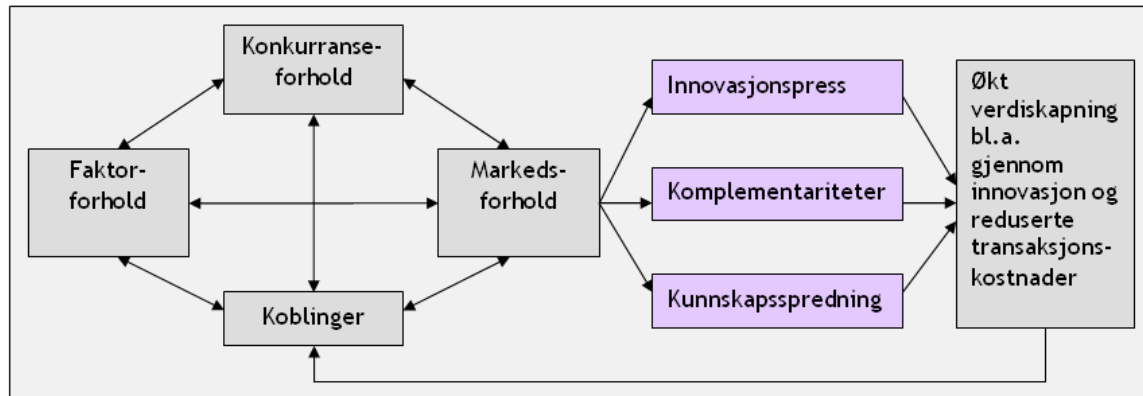 Konkurranse-
forhold
Faktor-
forhold
Markeds-
forhold
Koblinger
Innovasjonspress
Komplementariteter
Kunnskapsspredning
Økt
verdiskapning
bl.a.
gjennom
innovasjon og
reduserte
transaksjons-
kostnader